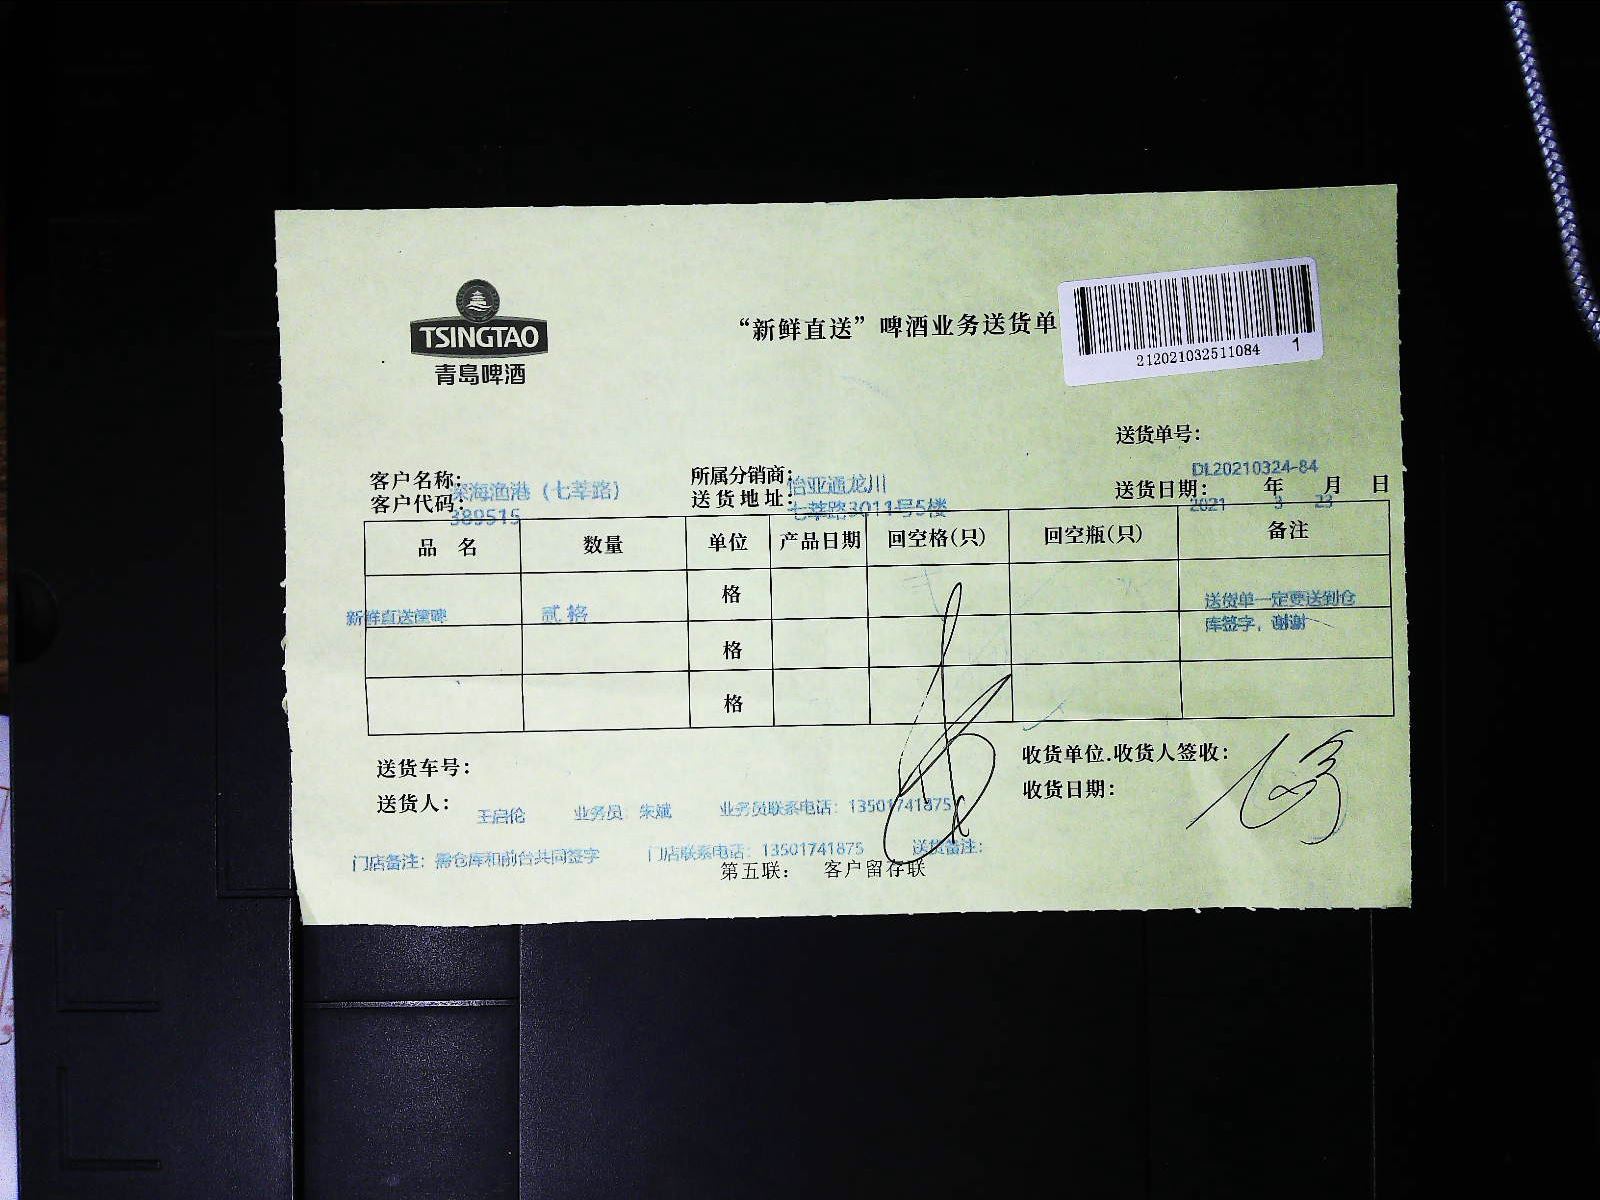 TSINGTAO
青島啤酒
“新鲜直送”啤酒业务送货单
212021032511084 1
送货单号：
DL20210324-84
客户名称：深海渔港（七莘路） 所属分销商：怡亚通龙川 送货日期：2021 年 3 月 23 日
客户代码：389515 送货地址：七莘路3011号5楼
品 名 数量 单位 产品日期 回空格(只) 回空瓶(只) 备注
新鲜直送 贰 格 格 送货单一定要送到仓
库签字，谢谢
格
格
送货车号： 收货单位.收货人签收：
送货人：王启伦 业务员：朱斌 业务员联系电话：13501741875 收货日期：
门店备注：需仓库和前台共同签字 门店联系电话：13501741875 送货备注：
第五联： 客户留存联